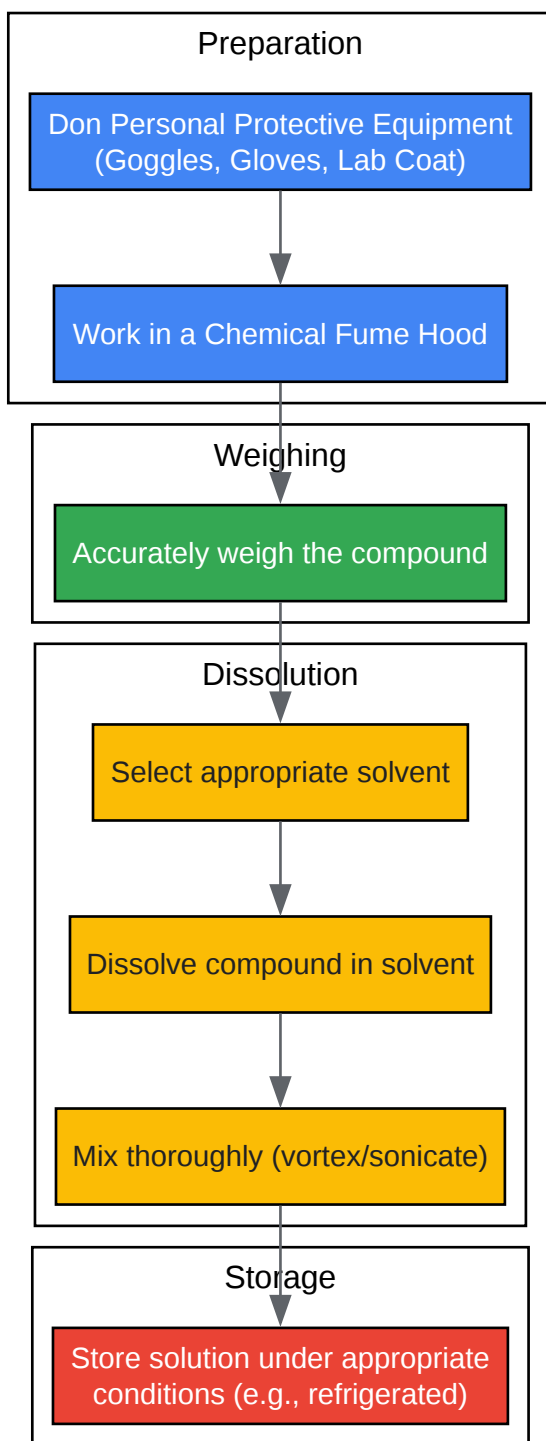 Preparation
Don Personal Protective Equipment
(Goggles, Gloves, Lab Coat)
Work in a Chemical Fume Hood
Weighing
Accurately weigh the compound
Dissolution
Select appropriate solvent
Dissolve compound in solvent
Mix thoroughly (vortex/sonicate)
Storage
Store solution under appropriate
conditions (e.g., refrigerated)